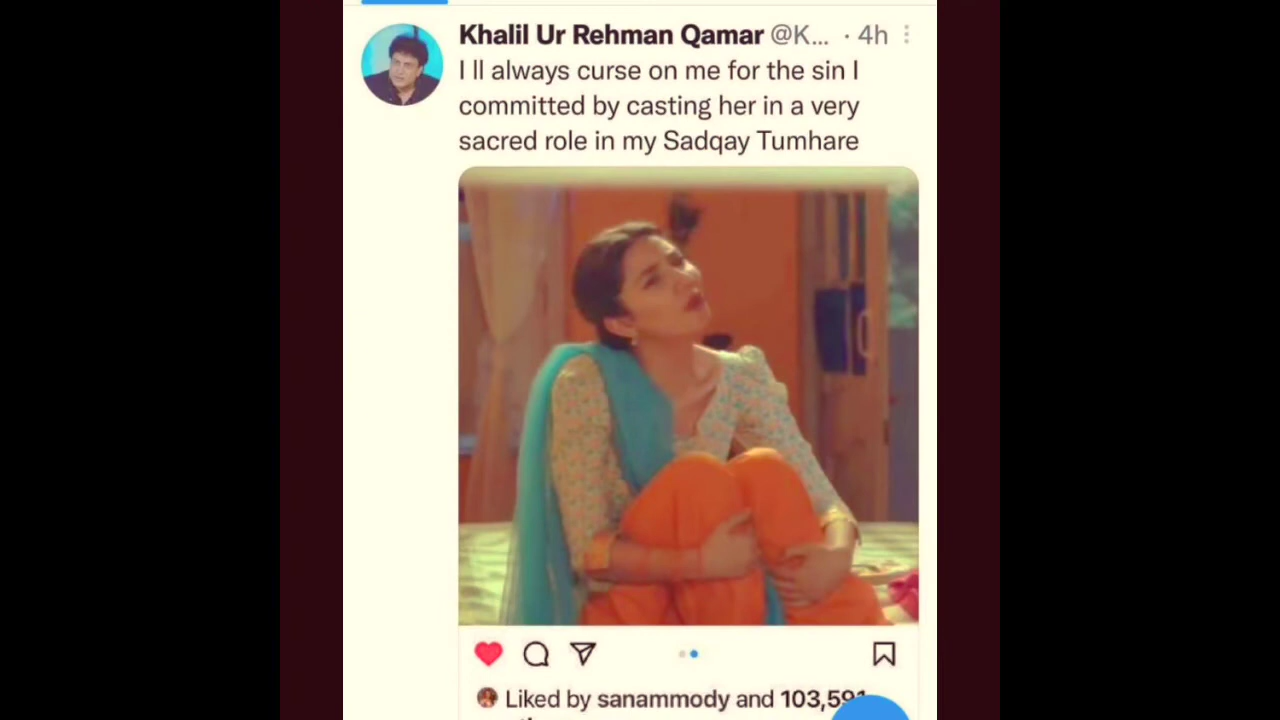 Khalil Ur Rehman Qamar @K... · 4h
I ll always curse on me for the sin I
committed by casting her in a very
sacred role in my Sadqay Tumhare
Liked by sanammody and 103,591